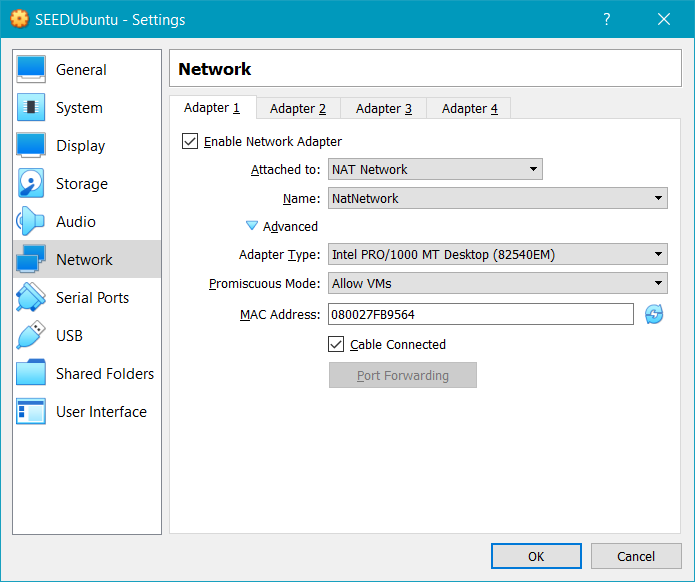 SEEDUbuntu - Settings
?
General
System
Display
Storage
Audio
Network
Serial Ports
USB
Shared Folders
User Interface
Network
Adapter 1
Adapter 2
Adapter 3
Adapter 4
Enable Network Adapter
Attached to: NAT Network
Name: NatNetwork
Advanced
Adapter Type: Intel PRO/1000 MT Desktop (82540EM)
Promiscuous Mode: Allow VMs
MAC Address: 080027FB9564
Cable Connected
Port Forwarding
OK
Cancel